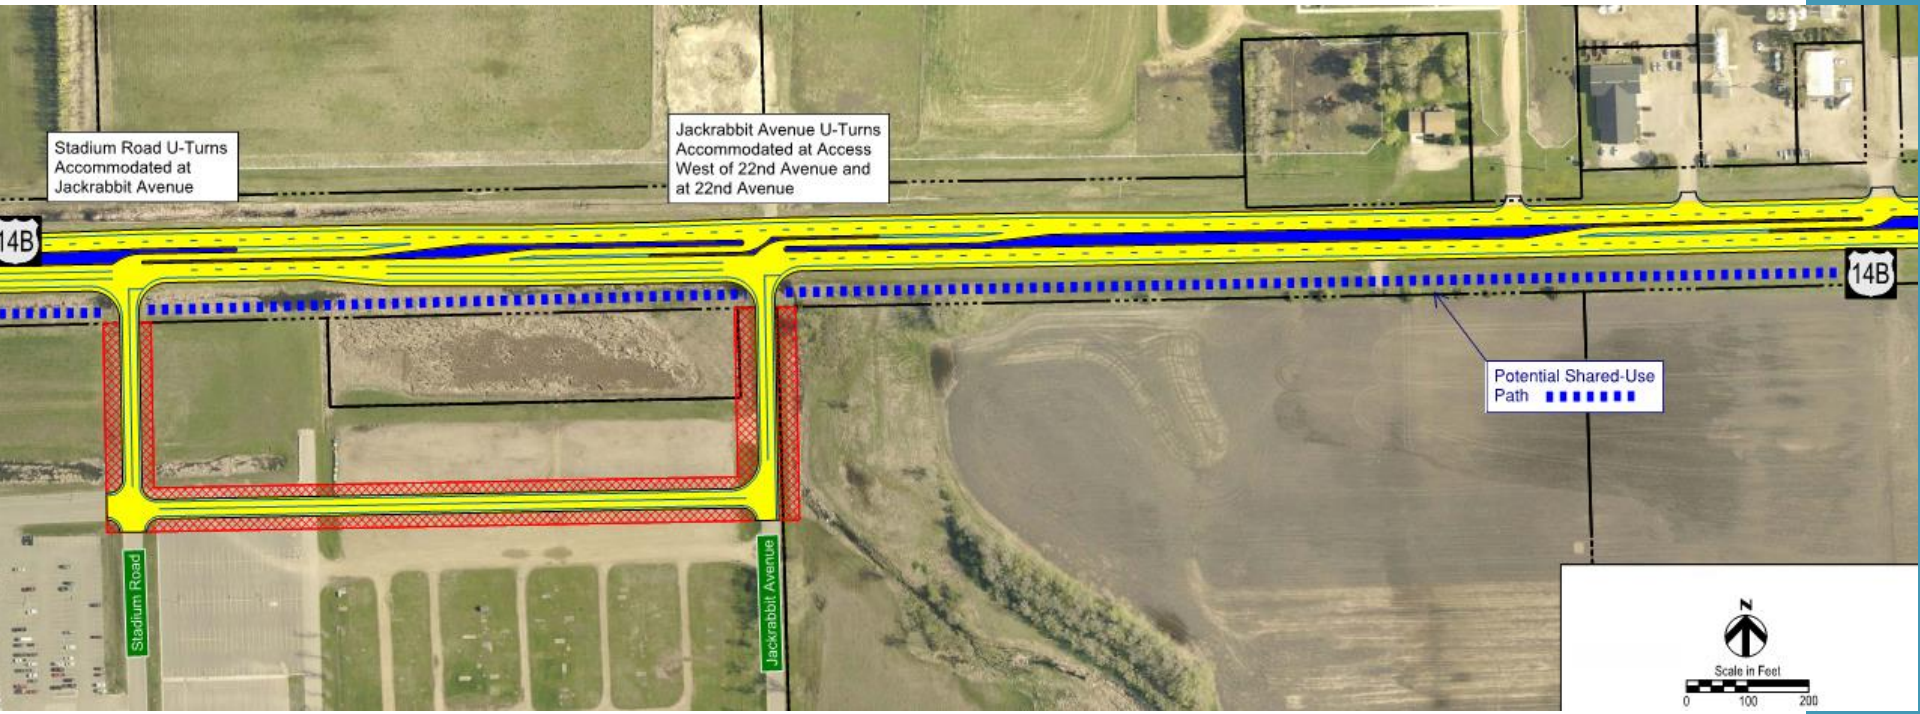 Stadium Road U-Turns
Accommodated at
Jackrabbit Avenue
Jackrabbit Avenue U-Turns
Accommodated at Access
West of 22nd Avenue and
at 22nd Avenue
14B
14B
Potential Shared-Use
Path
Stadium Road
Jackrabbit Avenue
N
Scale in Feet
0 100 200